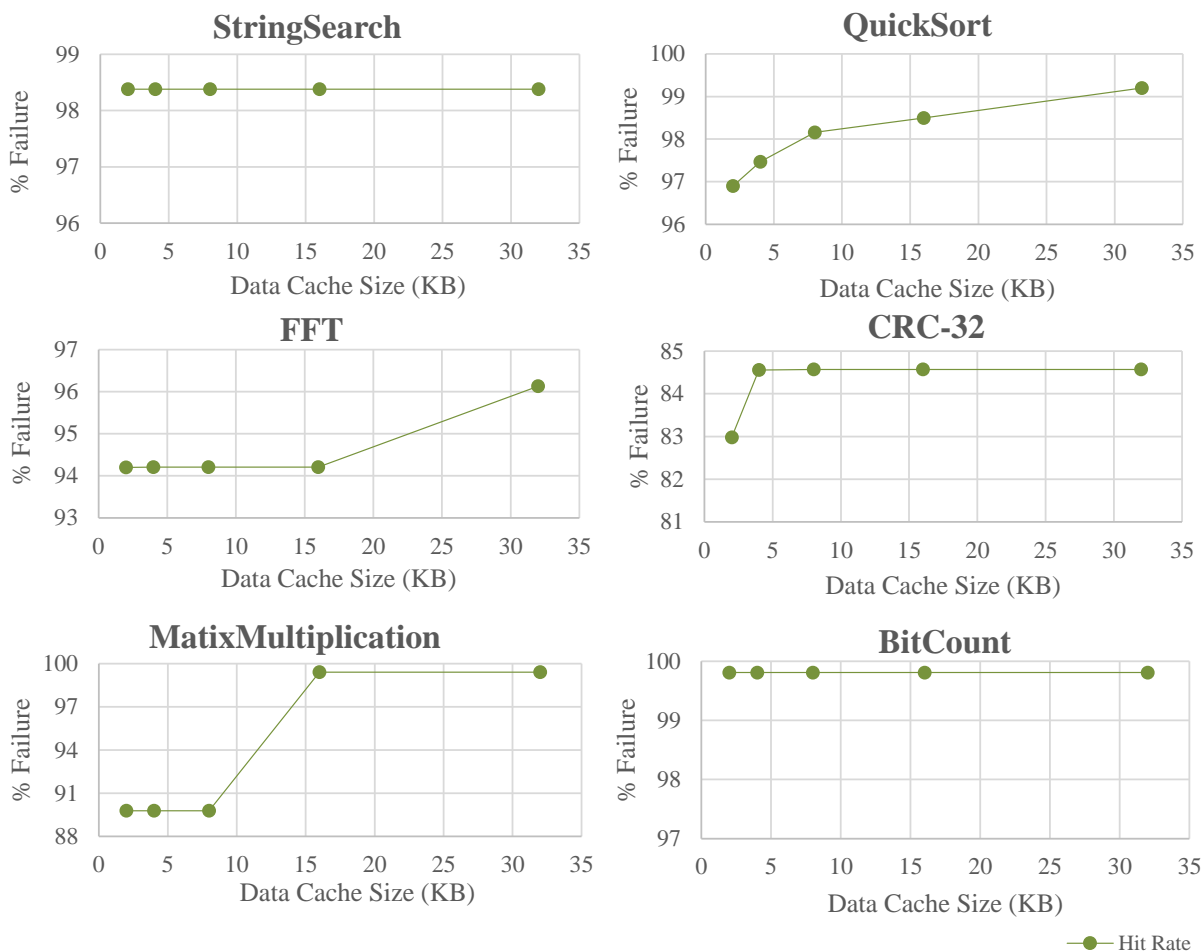 StringSearch
99
98
97
96
% Failure
0 5 10 15 20 25 30 35
Data Cache Size (KB)
QuickSort
100
99
98
97
96
% Failure
0 5 10 15 20 25 30 35
Data Cache Size (KB)
FFT
97
96
95
94
93
% Failure
0 5 10 15 20 25 30 35
Data Cache Size (KB)
CRC-32
85
84
83
82
81
% Failure
0 5 10 15 20 25 30 35
Data Cache Size (KB)
MatixMultiplication
100
97
94
91
88
% Failure
0 5 10 15 20 25 30 35
Data Cache Size (KB)
BitCount
100
99
98
97
% Failure
0 5 10 15 20 25 30 35
Data Cache Size (KB)
Hit Rate